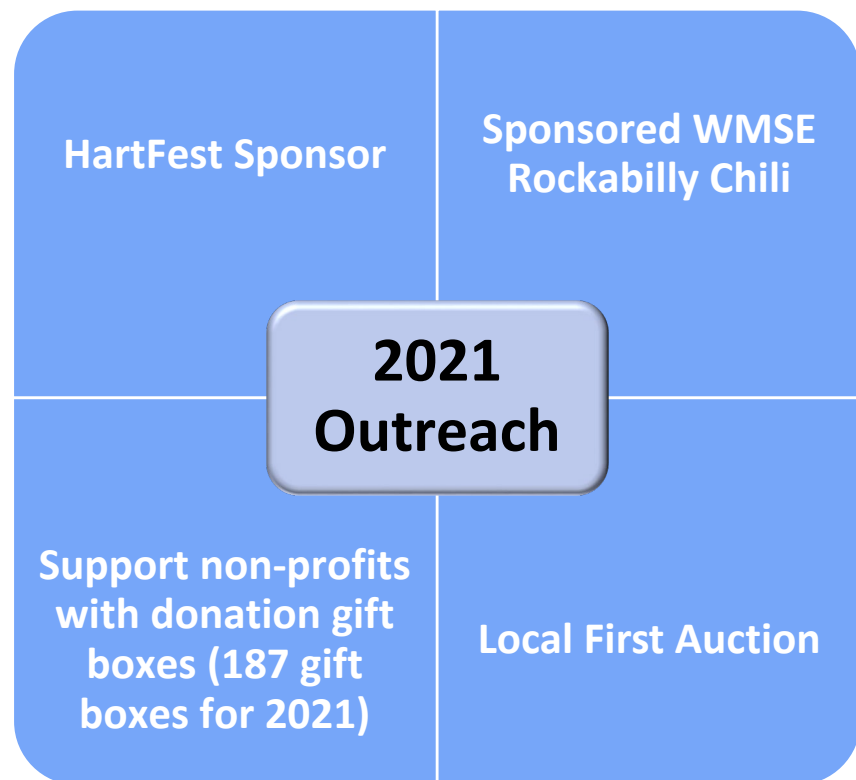 HartFest Sponsor
Sponsored WMSE
Rockabilly Chili
2021
Outreach
Support non-profits
with donation gift
boxes (187 gift
boxes for 2021)
Local First Auction